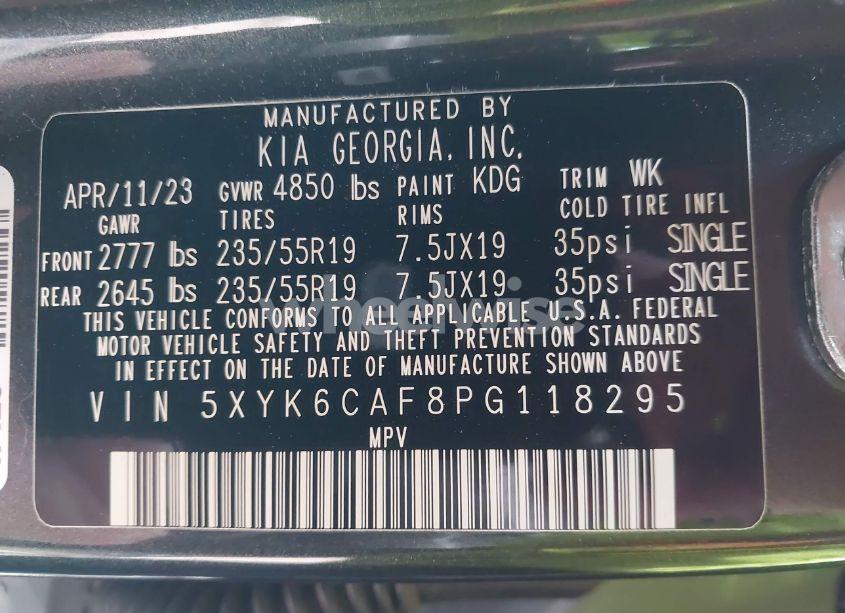 MANUFACTURED BY
KIA GEORGIA, INC.
APR/11/23 GVWR 4850 lbs PAINT KDG TRIM WK
GAWR TIRES RIMS COLD TIRE INFL
FRONT 2777 lbs 235/55R19 7.5JX19 35psi SINGLE
REAR 2645 lbs 235/55R19 7.5JX19 35psi SINGLE
THIS VEHICLE CONFORMS TO ALL APPLICABLE U.S.A. FEDERAL
MOTOR VEHICLE SAFETY AND THEFT PREVENTION STANDARDS
IN EFFECT ON THE DATE OF MANUFACTURE SHOWN ABOVE
VIN 5XYK6CAF8PG118295
MPV
Wheelwise